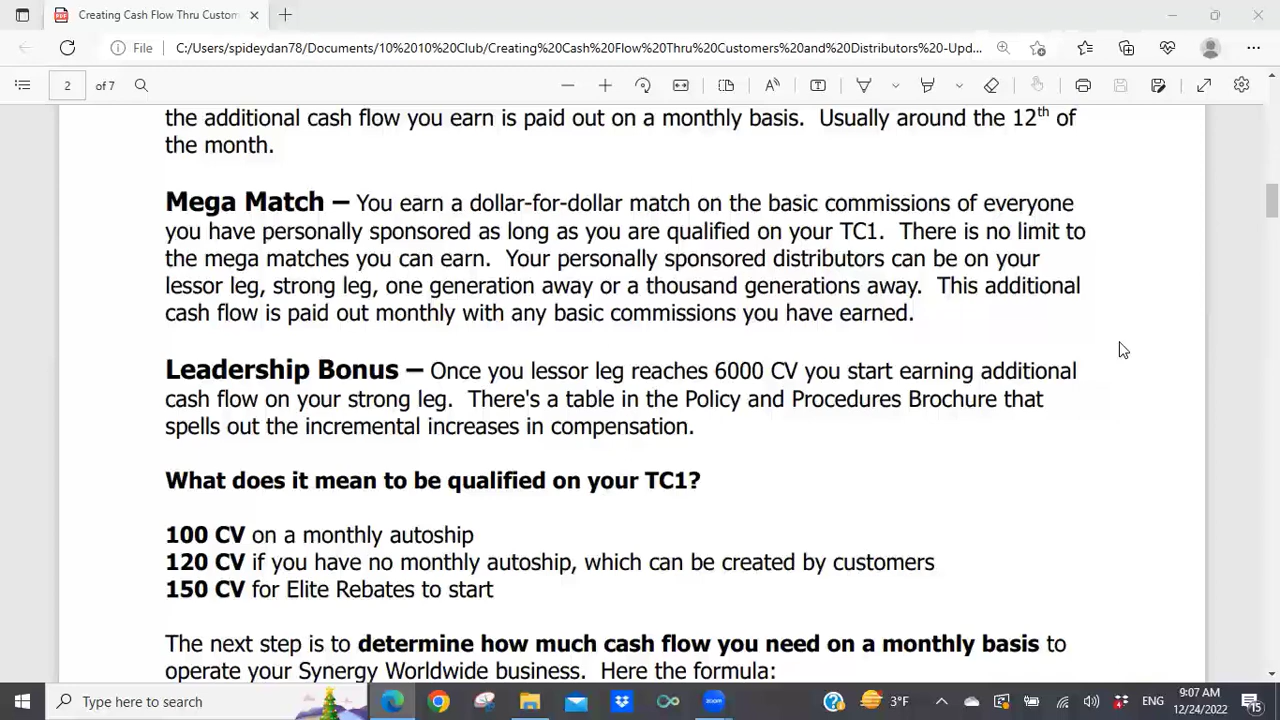 Creating Cash Flow Thru Custom
File
C:/Users/spideydan78/Documents/10%2010%20Club/Creating%20Cash%20Flow%20Thru%20Customers%20and%20Distributors%20-Upd...
2 of 7
the additional cash flow you earn is paid out on a monthly basis. Usually around the 12th of
the month.
Mega Match – You earn a dollar-for-dollar match on the basic commissions of everyone
you have personally sponsored as long as you are qualified on your TC1. There is no limit to
the mega matches you can earn. Your personally sponsored distributors can be on your
lessor leg, strong leg, one generation away or a thousand generations away. This additional
cash flow is paid out monthly with any basic commissions you have earned.
Leadership Bonus – Once you lessor leg reaches 6000 CV you start earning additional
cash flow on your strong leg. There's a table in the Policy and Procedures Brochure that
spells out the incremental increases in compensation.
What does it mean to be qualified on your TC1?
100 CV on a monthly autoship
120 CV if you have no monthly autoship, which can be created by customers
150 CV for Elite Rebates to start
The next step is to determine how much cash flow you need on a monthly basis to
operate your Synergy Worldwide business. Here the formula:
Type here to search
zoom
3°F
ENG
9:07 AM
12/24/2022
15